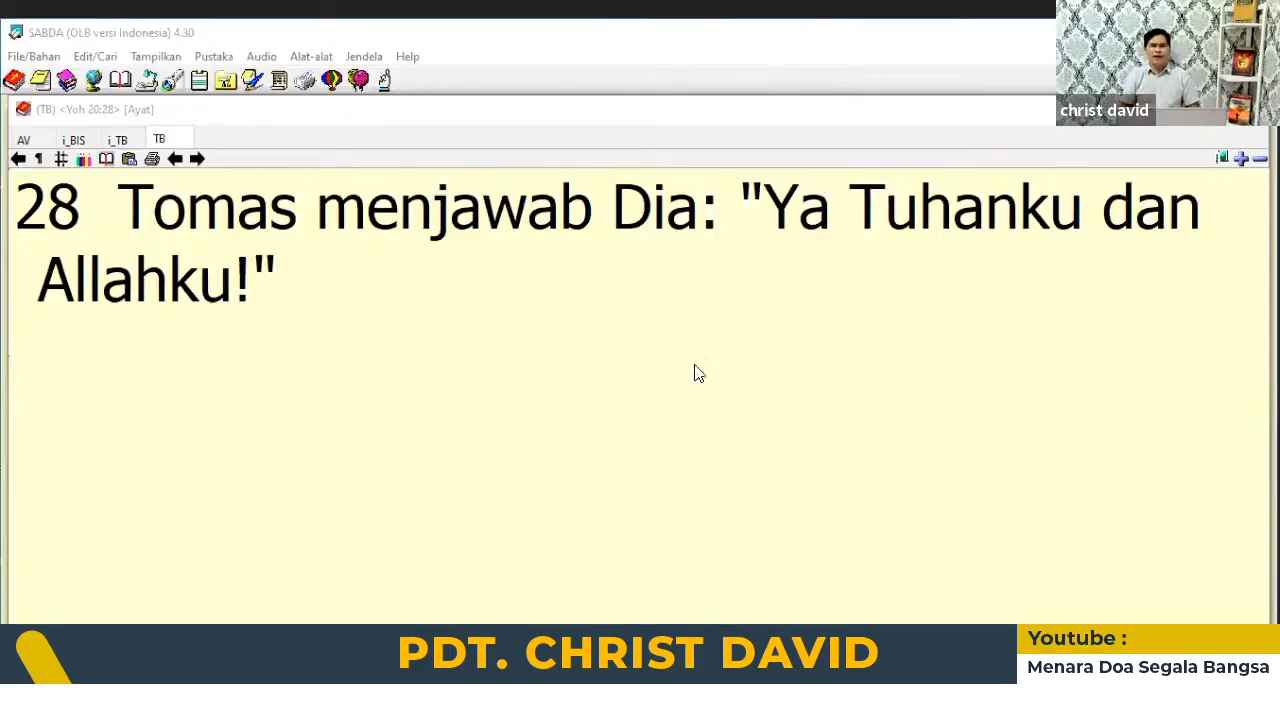 SABDA (OLB versi Indonesia) 4.30
File/Bahan Edit/Cari Tampilkan Pustaka Audio Alat-alat Jendela Help
(TB) <Yoh 20:28> [Ayat]
AV i_BIS i_TB TB
28 Tomas menjawab Dia: "Ya Tuhanku dan
Allahku!"
christ david
PDT. CHRIST DAVID
Youtube :
Menara Doa Segala Bangsa